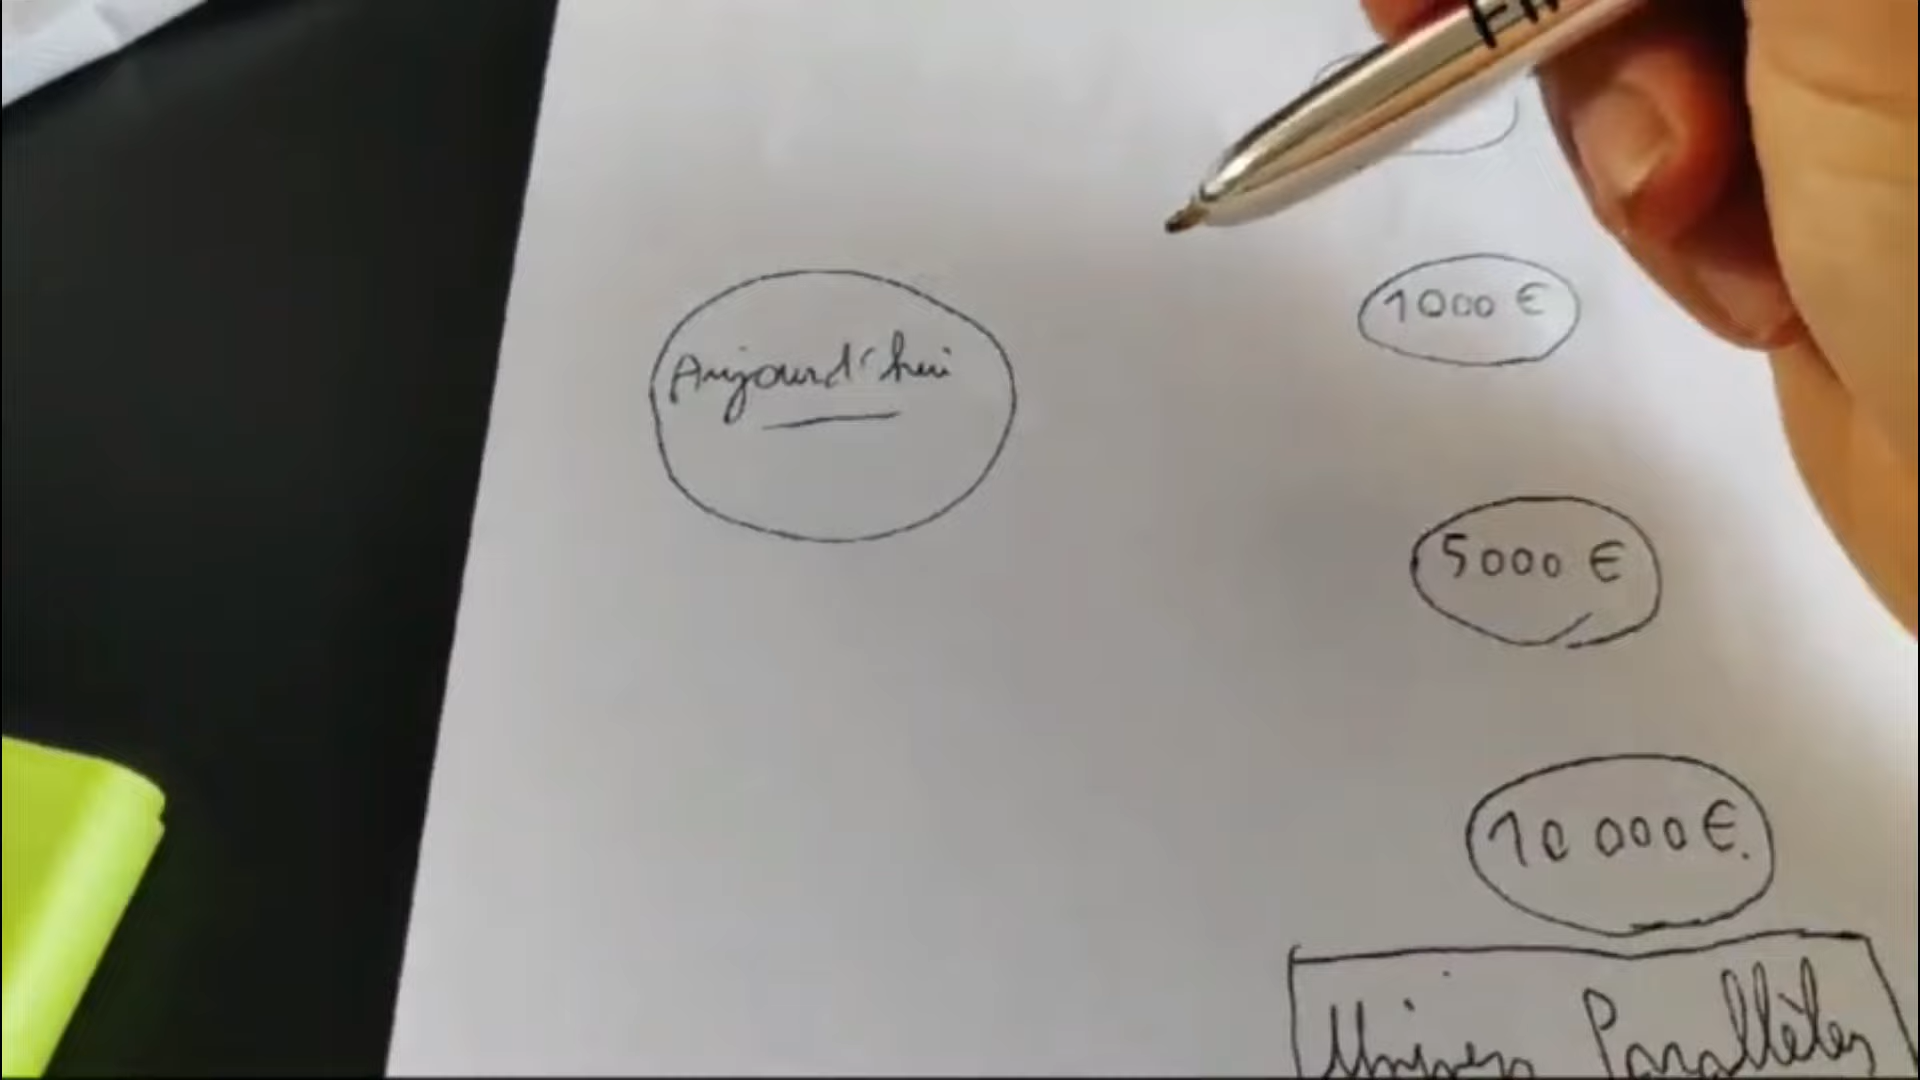 Aujourd'hui
1000 €
5000 €
10 000 €.
Univers Parallèles